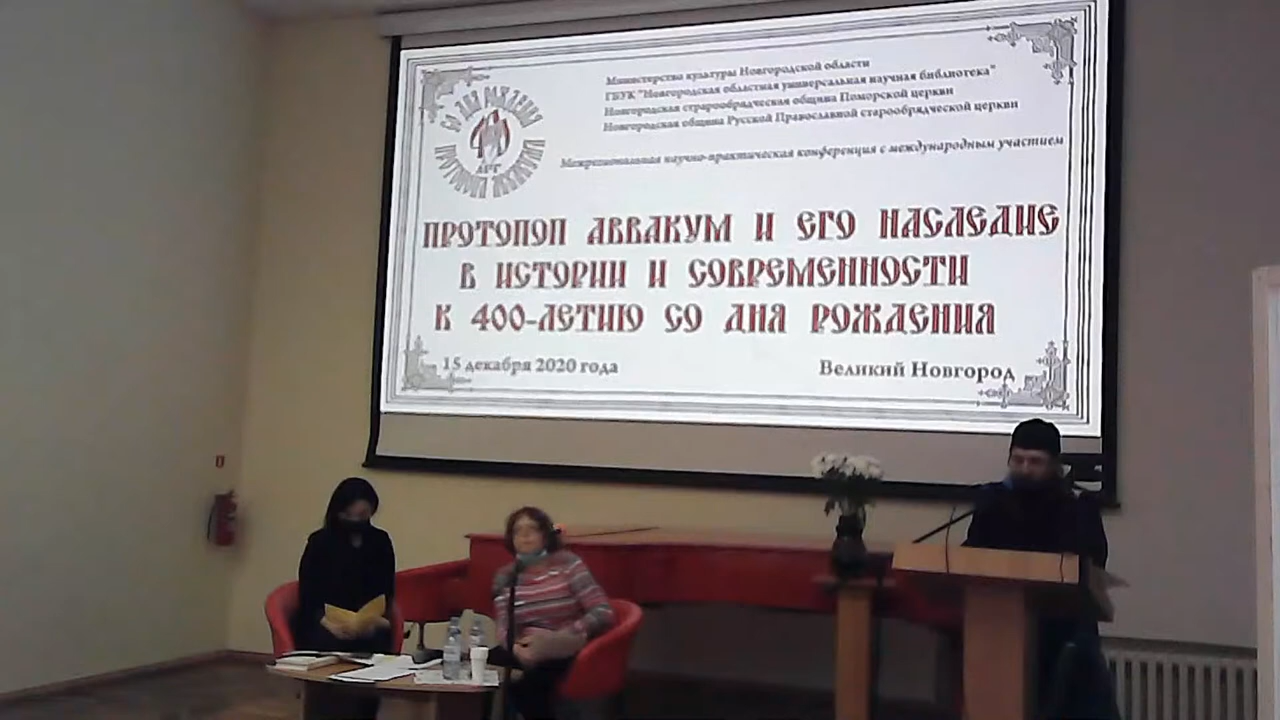 Министерство культуры Новгородской области
ГБУК "Новгородская областная универсальная научная библиотека"
Новгородская страрообрядческая община Поморской церкви
Новгородская община Русской Православной старообрядческой церкви
Межрегиональная научно-практическая конференция с международным участием
ПРОТОПОП АВВАКУМ И ЕГО НАСЛЕДИЕ
В ИСТОРИИ И СОВРЕМЕННОСТИ
К 400-ЛЕТИЮ СО ДНЯ РОЖДЕНИЯ
15 декабря 2020 года
Великий Новгород